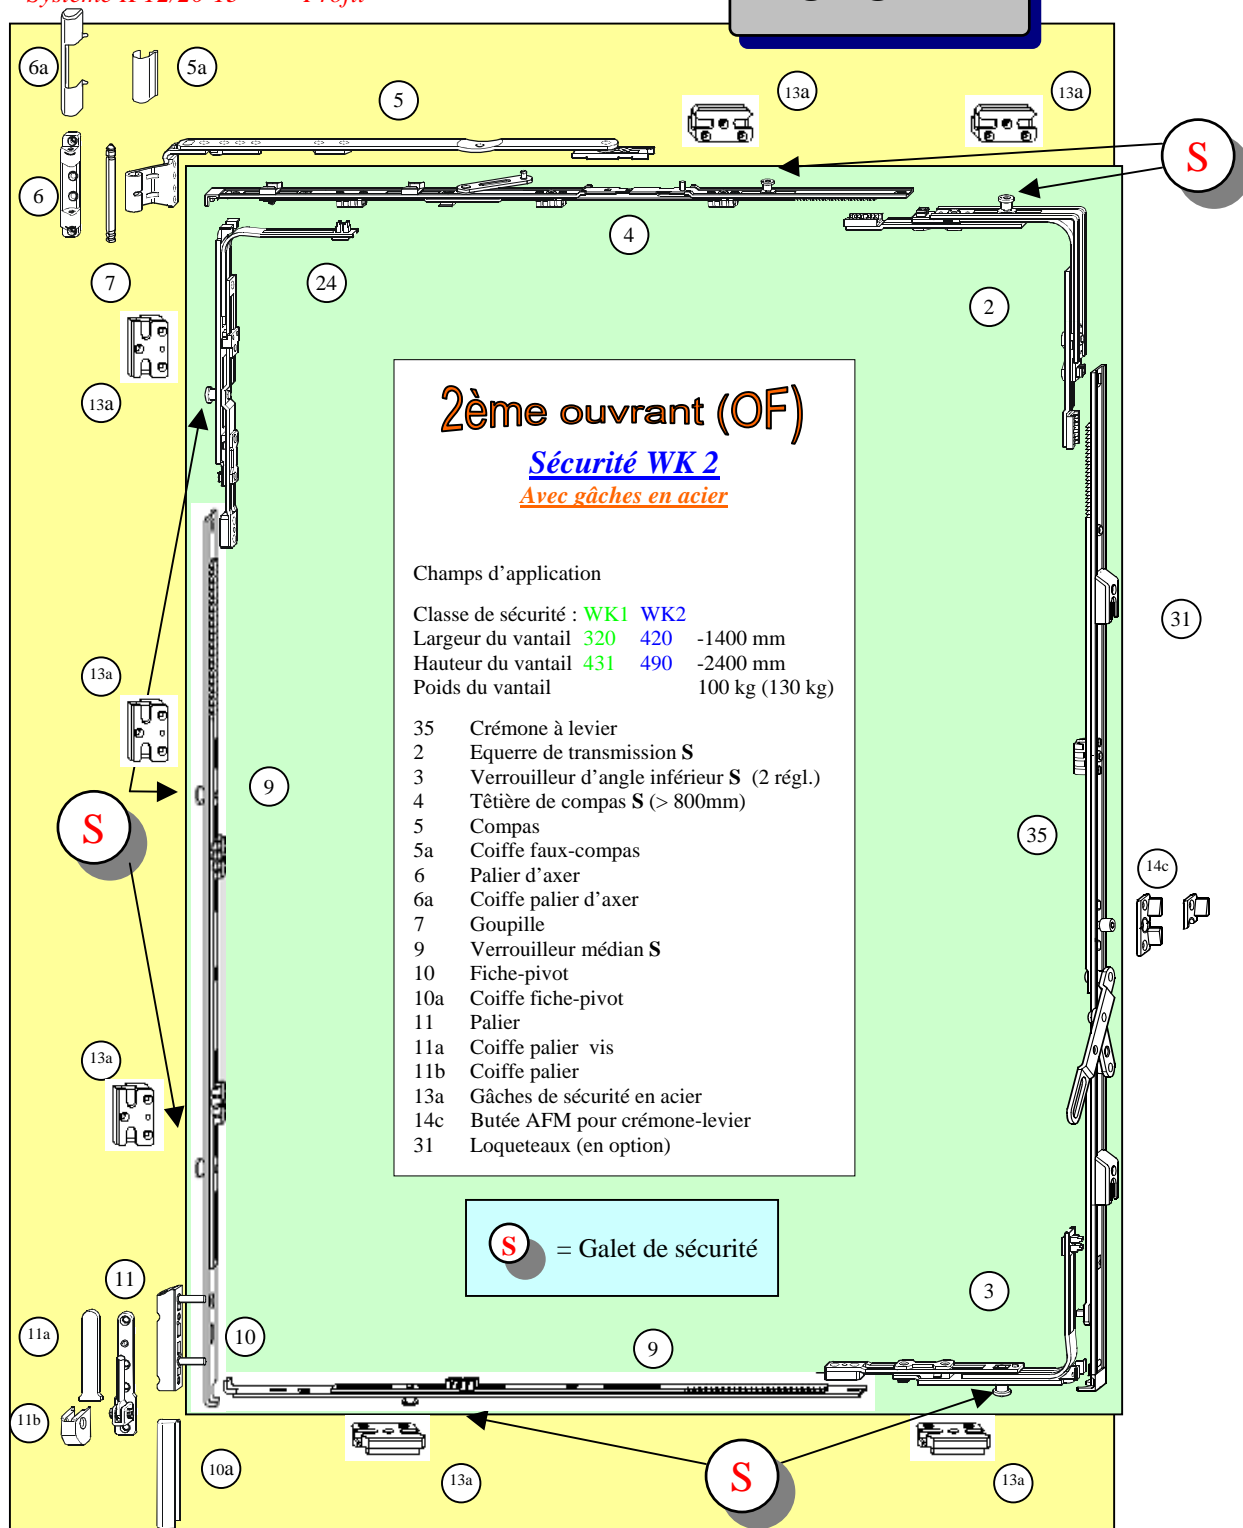 6a
5a
5
13a
13a
S
6
4
7
24
2
13a
2ème ouvrant (OF)
Sécurité WK 2
Avec gâches en acier
Champs d’application
Classe de sécurité : WK1 WK2
Largeur du vantail 320 420 -1400 mm
Hauteur du vantail 431 490 -2400 mm
Poids du vantail 100 kg (130 kg)
35 Crémone à levier
2 Equerre de transmission S
3 Verrouilleur d’angle inférieur S (2 régl.)
4 Têtière de compas S (> 800mm)
5 Compas
5a Coiffe faux-compas
6 Palier d’axer
6a Coiffe palier d’axer
7 Goupille
9 Verrouilleur médian S
10 Fiche-pivot
10a Coiffe fiche-pivot
11 Palier
11a Coiffe palier vis
11b Coiffe palier
13a Gâches de sécurité en acier
14c Butée AFM pour crémone-levier
31 Loqueteaux (en option)
31
13a
9
S
35
14c
13a
S = Galet de sécurité
11
3
11a
10
9
11b
10a
13a
S
13a